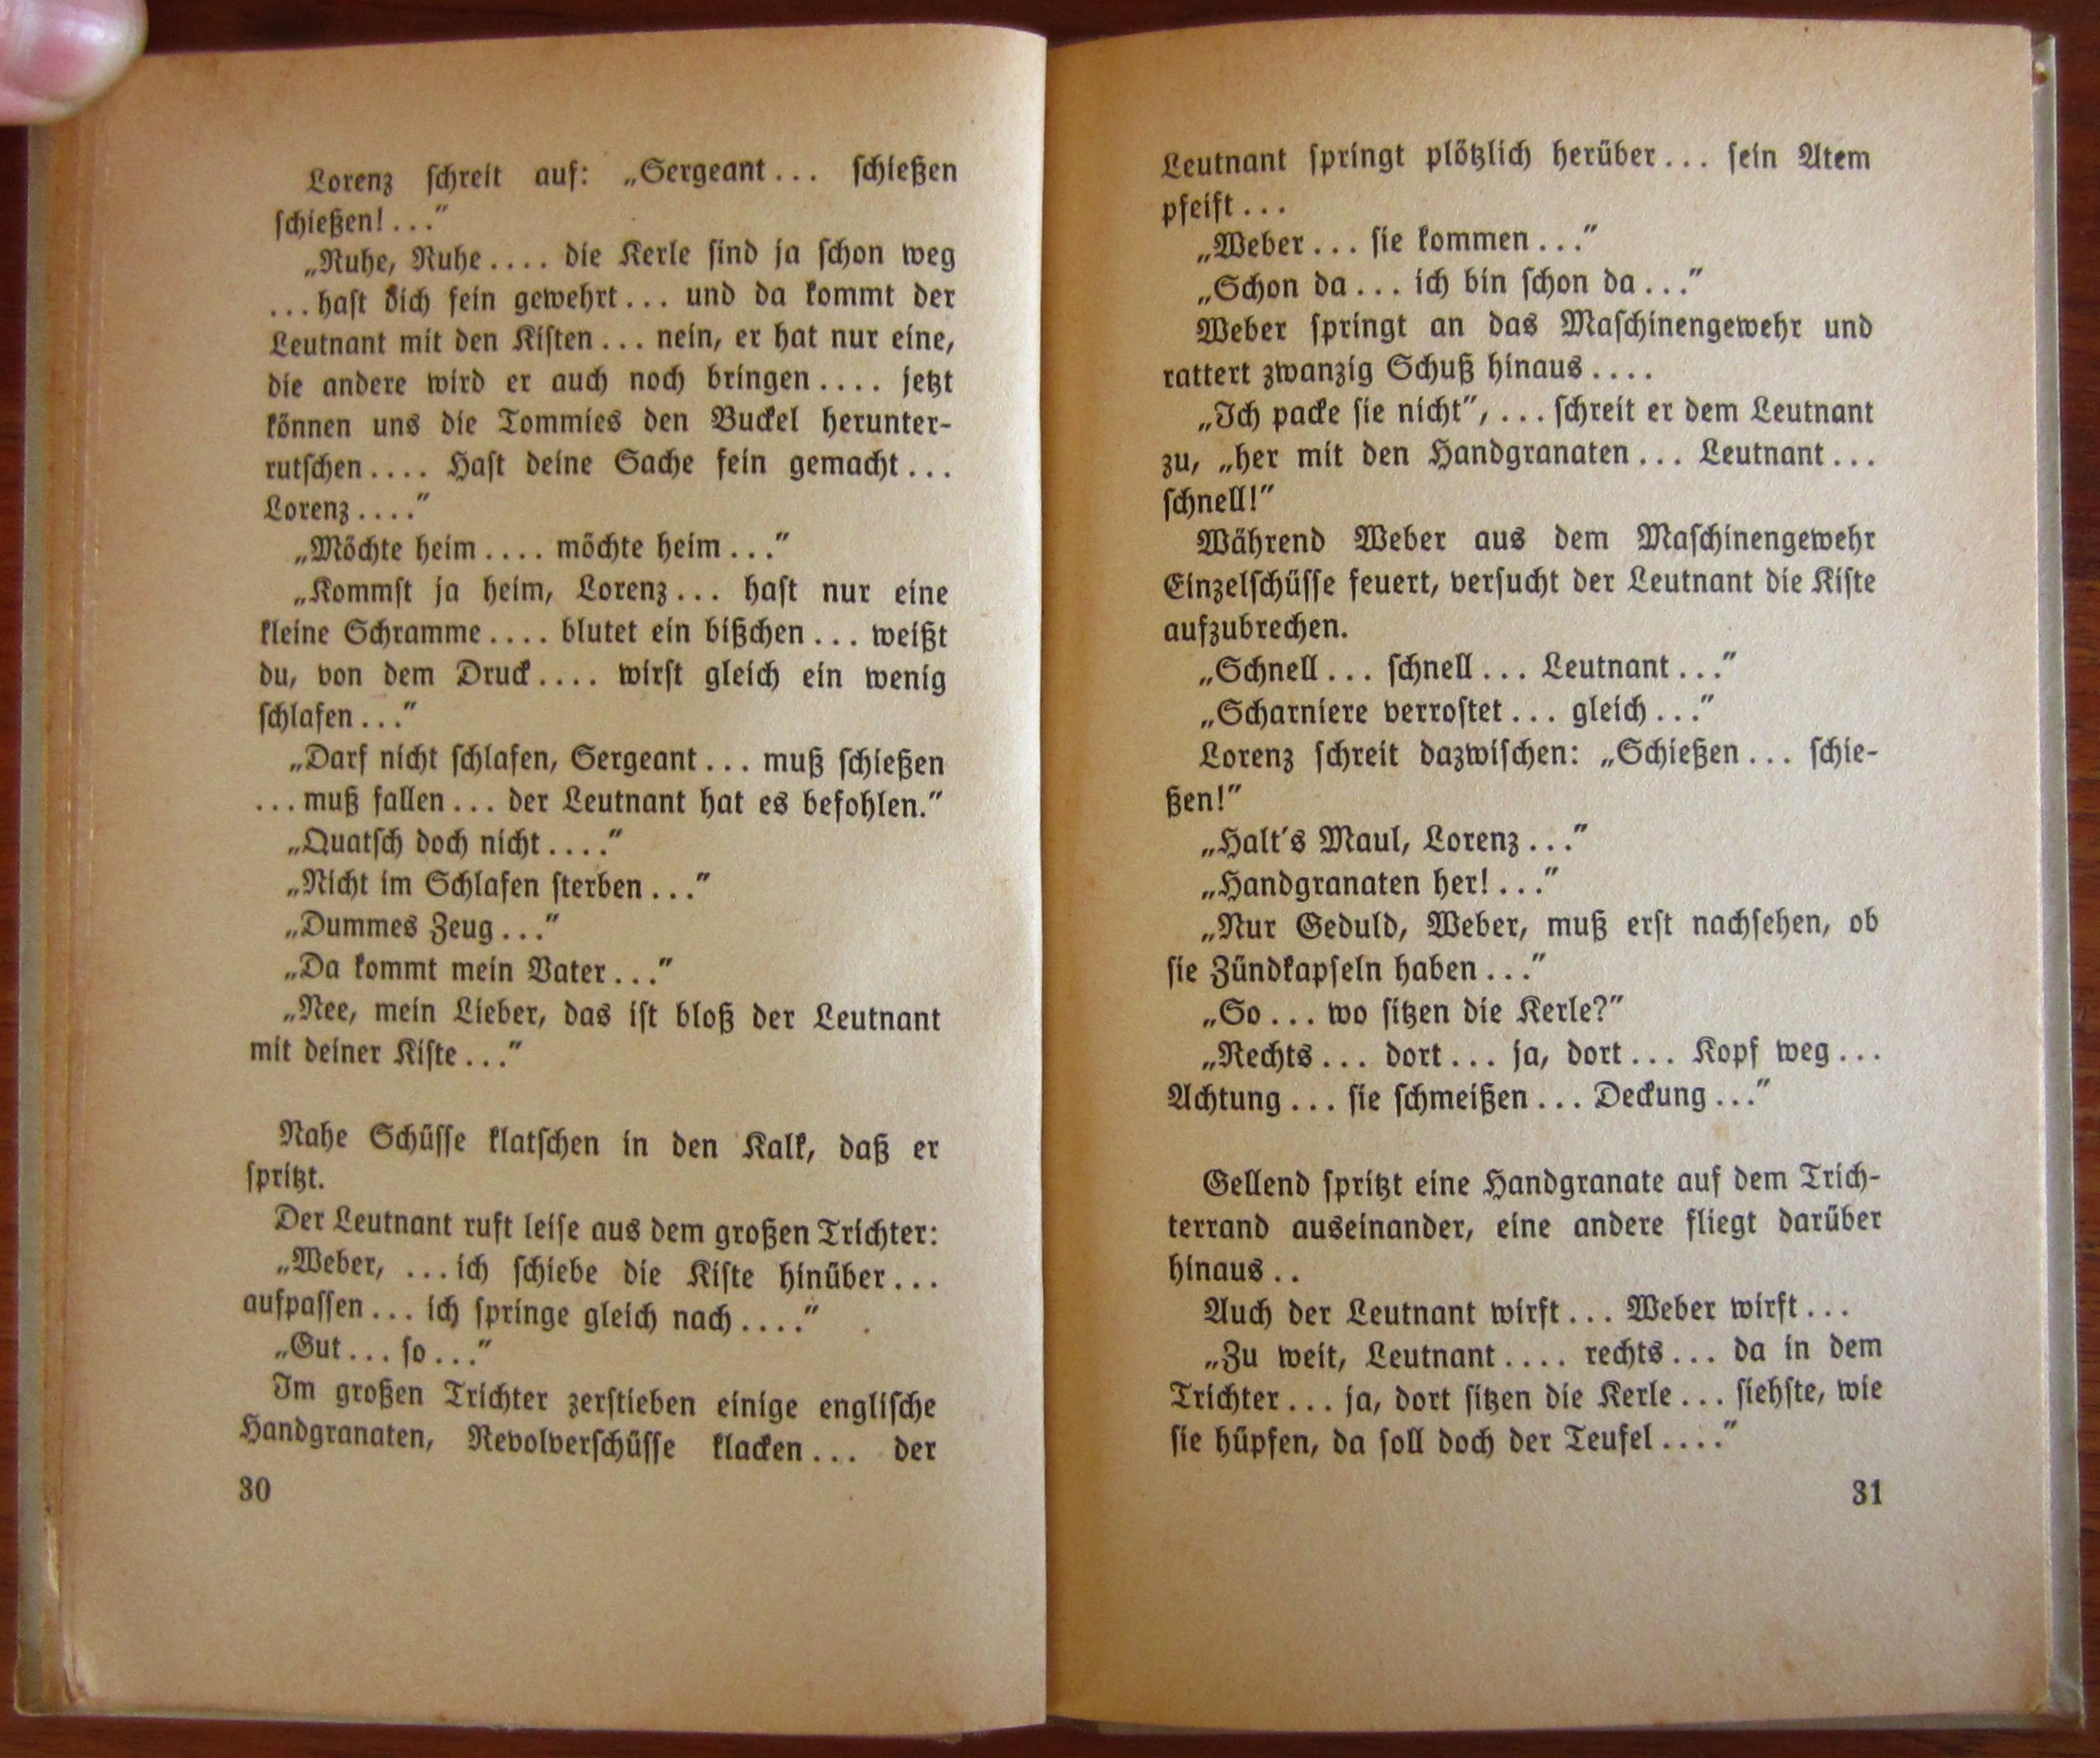 Lorenz schreit auf: „Sergeant... schießen
schießen!..."
„Ruhe, Ruhe.... die Kerle sind ja schon weg
...hast dich fein gewehrt... und da kommt der
Leutnant mit den Kisten... nein, er hat nur eine,
die andere wird er auch noch bringen.... jetzt
können uns die Tommies den Buckel herunter-
rutschen.... Hast deine Sache fein gemacht...
Lorenz...."
„Möchte heim.... möchte heim..."
„Kommst ja heim, Lorenz... hast nur eine
kleine Schramme.... blutet ein bißchen... weißt
du, von dem Druck.... wirst gleich ein wenig
schlafen..."
„Darf nicht schlafen, Sergeant... muß schießen
...muß fallen... der Leutnant hat es befohlen."
„Quatsch doch nicht...."
„Nicht im Schlafen sterben..."
„Dummes Zeug..."
„Da kommt mein Vater..."
„Nee, mein Lieber, das ist bloß der Leutnant
mit deiner Kiste..."
Nahe Schüsse klatschen in den Kalk, daß er
spritzt.
Der Leutnant ruft leise aus dem großen Trichter:
„Weber, ...ich schiebe die Kiste hinüber...
aufpassen... ich springe gleich nach...."
„Gut... so..."
Im großen Trichter zerstieben einige englische
Handgranaten, Revolverschüsse klacken... der
30
Leutnant springt plötzlich herüber... sein Atem
pfeift...
„Weber... sie kommen..."
„Schon da... ich bin schon da..."
Weber springt an das Maschinengewehr und
rattert zwanzig Schuß hinaus....
„Ich packe sie nicht",... schreit er dem Leutnant
zu, „her mit den Handgranaten... Leutnant...
schnell!"
Während Weber aus dem Maschinengewehr
Einzelschüsse feuert, versucht der Leutnant die Kiste
aufzubrechen.
„Schnell... schnell... Leutnant..."
„Scharniere verrostet... gleich..."
Lorenz schreit dazwischen: „Schießen... schie-
ßen!"
„Halt's Maul, Lorenz..."
„Handgranaten her!..."
„Nur Geduld, Weber, muß erst nachsehen, ob
sie Zündkapseln haben..."
„So... wo sitzen die Kerle?"
„Rechts... dort... ja, dort... Kopf weg...
Achtung... sie schmeißen... Deckung..."
Gellend spritzt eine Handgranate auf dem Trich-
terrand auseinander, eine andere fliegt darüber
hinaus..
Auch der Leutnant wirft... Weber wirft...
„Zu weit, Leutnant.... rechts... da in dem
Trichter... ja, dort sitzen die Kerle... siehste, wie
sie hüpfen, da soll doch der Teufel...."
31